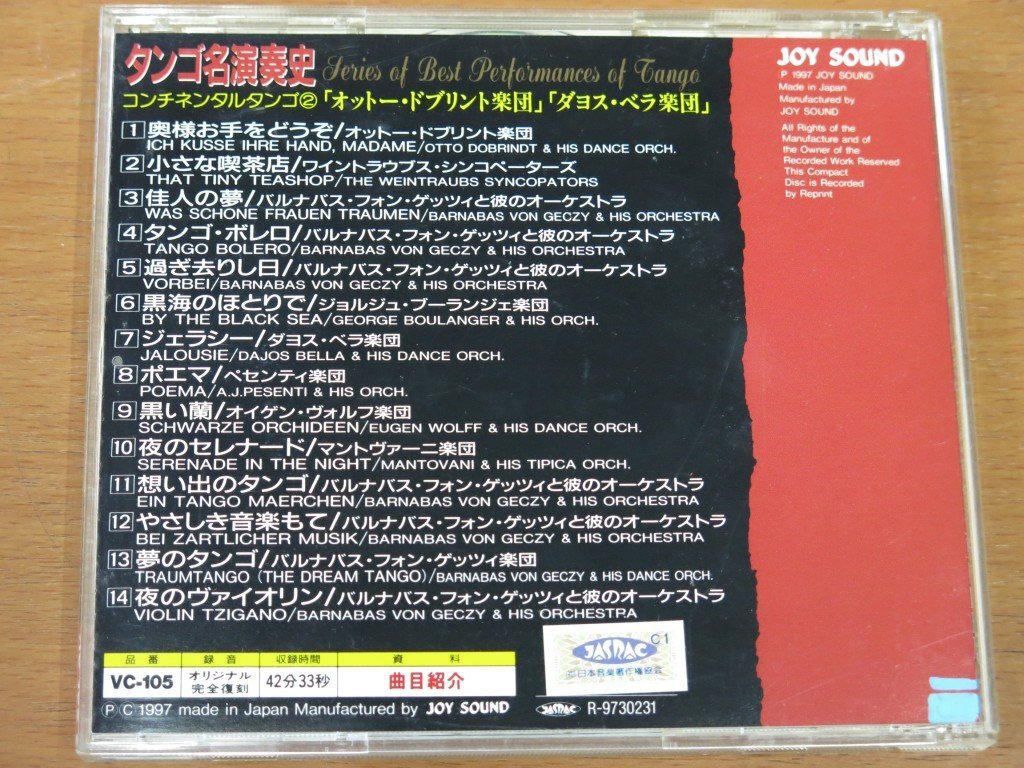 タンゴ名演奏史 Series of Best Performances of Tango
コンチネンタルタンゴ②「オットー・ドブリント楽団」「ダヨス・ベラ楽団」
1 奥様お手をどうぞ/オットー・ドブリント楽団
ICH KUSSE IHRE HAND, MADAME/OTTO DOBRINDT & HIS DANCE ORCH.
2 小さな喫茶店/ワイントラウブス・シンコペーターズ
THAT TINY TEASHOP/THE WEINTRAUBS SYNCOPATORS
3 佳人の夢/バルナバス・フォン・ゲッツィと彼のオーケストラ
WAS SCHONE FRAUEN TRAUMEN/BARNABAS VON GECZY & HIS ORCHESTRA
4 タンゴ・ボレロ/バルナバス・フォン・ゲッツィと彼のオーケストラ
TANGO BOLERO/BARNABAS VON GECZY & HIS ORCHESTRA
5 過ぎ去りし日/バルナバス・フォン・ゲッツィと彼のオーケストラ
VORBEI/BARNABAS VON GECZY & HIS ORCHESTRA
6 黒海のほとりで/ジョルジュ・ブーランジェ楽団
BY THE BLACK SEA/GEORGE BOULANGER & HIS ORCH.
7 ジェラシー/ダヨス・ベラ楽団
JALOUSIE/DAJOS BELLA & HIS DANCE ORCH.
8 ポエマ/ペセンティ楽団
POEMA/A.J.PESENTI & HIS ORCH.
9 黒い蘭/オイゲン・ヴォルフ楽団
SCHWARZE ORCHIDEEN/EUGEN WOLFF & HIS DANCE ORCH.
10 夜のセレナード/マントヴァーニ楽団
SERENADE IN THE NIGHT/MANTOVANI & HIS TIPICA ORCH.
11 想い出のタンゴ/バルナバス・フォン・ゲッツィと彼のオーケストラ
EIN TANGO MAERCHEN/BARNABAS VON GECZY & HIS ORCHESTRA
12 やさしき音楽もて/バルナバス・フォン・ゲッツィと彼のオーケストラ
BEI ZARTLICHER MUSIK/BARNABAS VON GECZY & HIS ORCHESTRA
13 夢のタンゴ/バルナバス・フォン・ゲッツィ楽団
TRAUMTANGO (THE DREAM TANGO)/BARNABAS VON GECZY & HIS DANCE ORCH.
14 夜のヴァイオリン/バルナバス・フォン・ゲッツィと彼のオーケストラ
VIOLIN TZIGANO/BARNABAS VON GECZY & HIS ORCHESTRA
品番 録音 収録時間 資料
VC-105 オリジナル完全復刻 42分33秒 曲目紹介
Ⓟ Ⓒ 1997 made in Japan Manufactured by JOY SOUND
JASRAC R-9730231
JASRAC C1
日本音楽著作権協会
JOY SOUND
Ⓟ 1997 JOY SOUND
Made in Japan
Manufactured by
JOY SOUND
All Rights of the
Manufacture and of
the Owner of the
Recorded Work Reserved
This Compact
Disc is Recorded
by Reprint